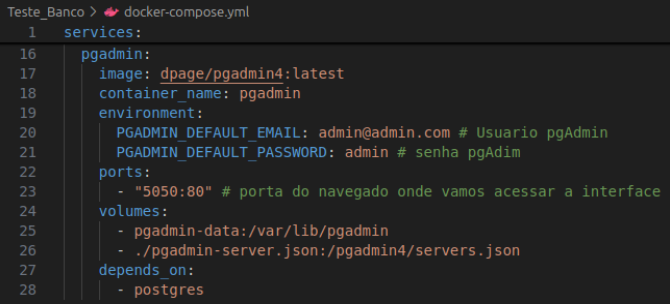 Teste_Banco > docker-compose.yml
1 services:
16 pgadmin:
17 image: dpage/pgadmin4:latest
18 container_name: pgadmin
19 environment:
20 PGADMIN_DEFAULT_EMAIL: admin@admin.com # Usuario pgAdmin
21 PGADMIN_DEFAULT_PASSWORD: admin # senha pgAdim
22 ports:
23 - "5050:80" # porta do navegado onde vamos acessar a interface
24 volumes:
25 - pgadmin-data:/var/lib/pgadmin
26 - ./pgadmin-server.json:/pgadmin4/servers.json
27 depends_on:
28 - postgres